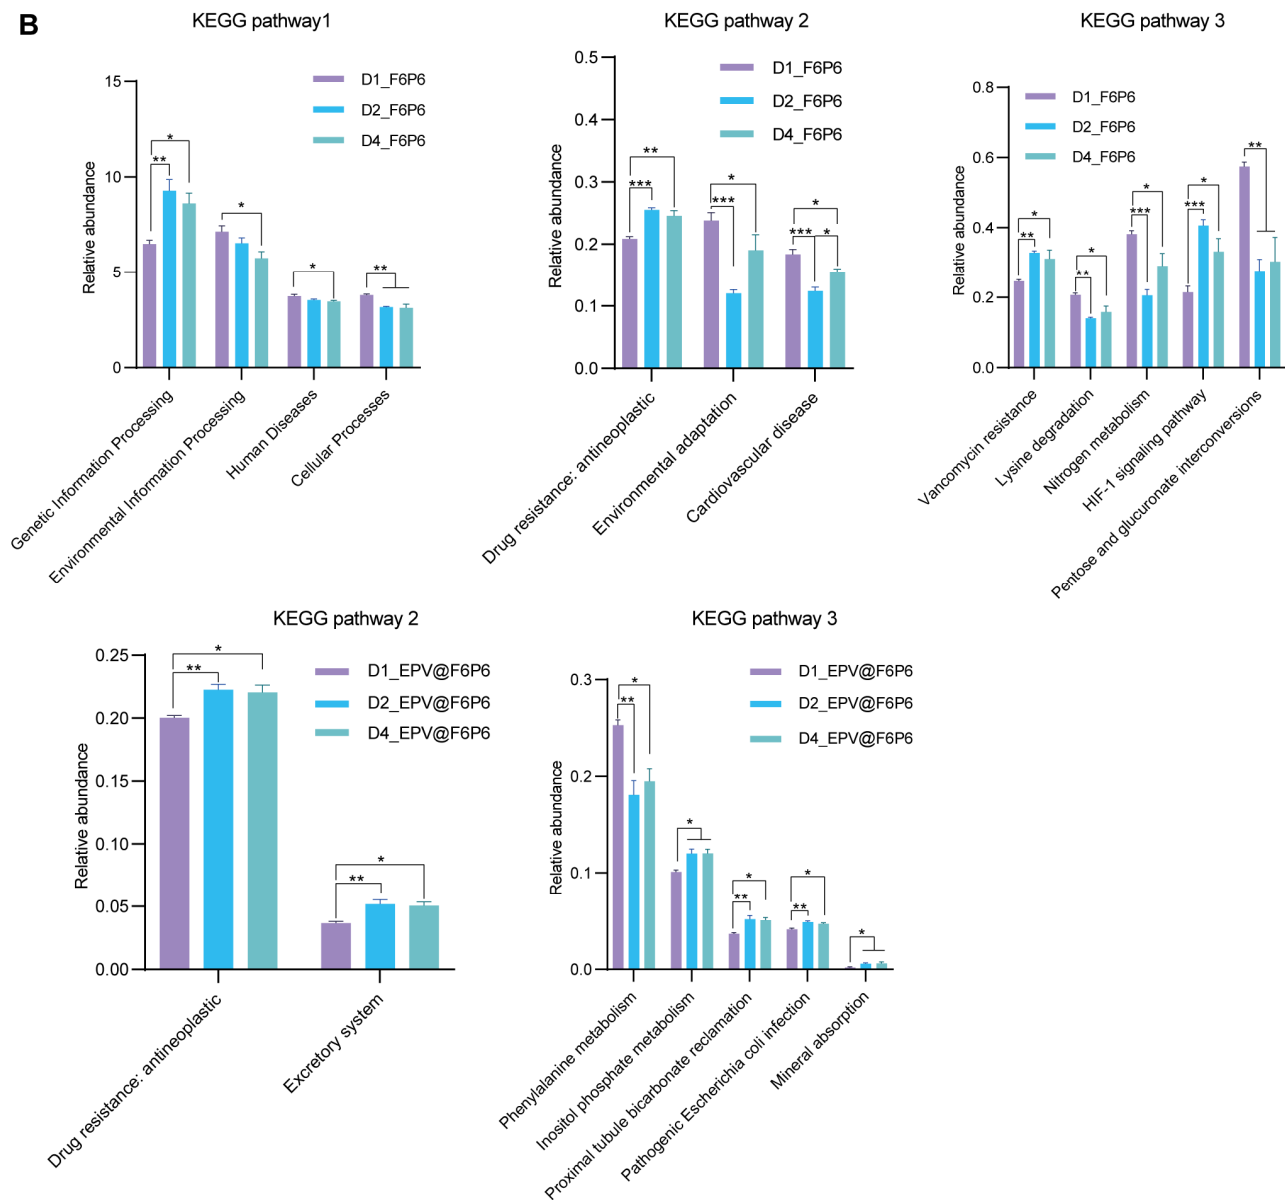 B
KEGG pathway1
KEGG pathway 2
KEGG pathway 3
D1_F6P6
D2_F6P6
D4_F6P6
Relative abundance
15
10
5
0
*
**
*
*
**
Genetic Information Processing
Environmental Information Processing
Human Diseases
Cellular Processes
D1_F6P6
D2_F6P6
D4_F6P6
Relative abundance
0.5
0.4
0.3
0.2
0.1
0.0
**
***
*
***
*
***
*
Drug resistance: antineoplastic
Environmental adaptation
Cardiovascular disease
D1_F6P6
D2_F6P6
D4_F6P6
Relative abundance
0.8
0.6
0.4
0.2
0.0
*
**
*
**
*
***
*
***
**
Vancomycin resistance
Lysine degradation
Nitrogen metabolism
HIF-1 signaling pathway
Pentose and glucuronate interconversions
KEGG pathway 2
D1_EPV@F6P6
D2_EPV@F6P6
D4_EPV@F6P6
Relative abundance
0.25
0.20
0.15
0.10
0.05
0.00
*
**
*
**
Drug resistance: antineoplastic
Excretory system
KEGG pathway 3
D1_EPV@F6P6
D2_EPV@F6P6
D4_EPV@F6P6
Relative abundance
0.3
0.2
0.1
0.0
*
**
*
*
**
*
**
*
Phenylalanine metabolism
Inositol phosphate metabolism
Proximal tubule bicarbonate reclamation
Pathogenic Escherichia coli infection
Mineral absorption